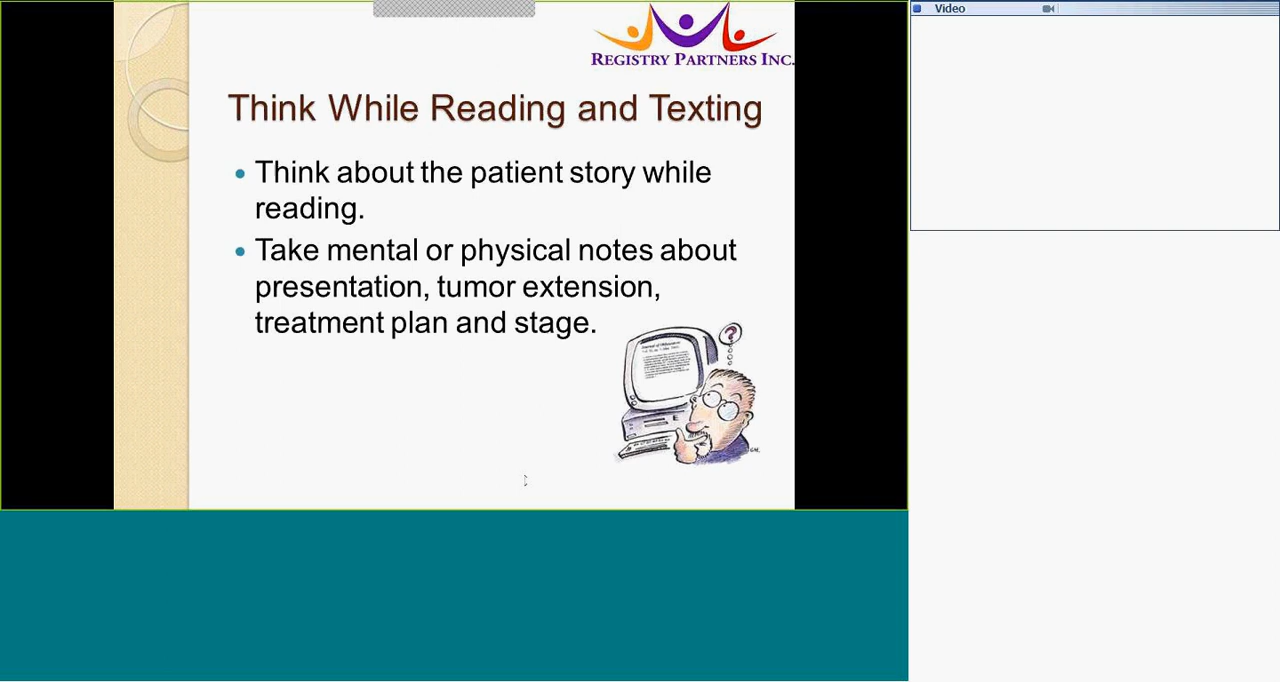 Video
REGISTRY PARTNERS INC.
Think While Reading and Texting
Think about the patient story while
reading.
Take mental or physical notes about
presentation, tumor extension,
treatment plan and stage.
?